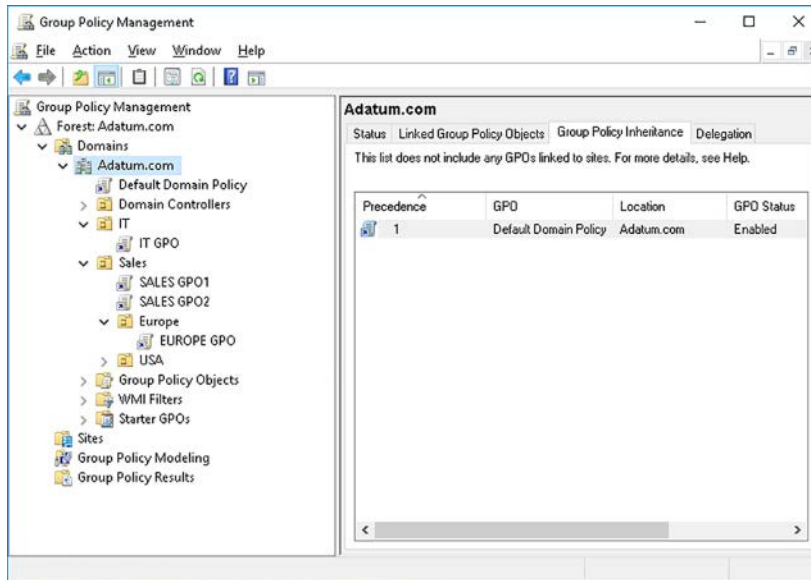 Group Policy Management
File Action View Window Help
Group Policy Management
Forest: Adatum.com
Domains
Adatum.com
Default Domain Policy
Domain Controllers
IT
IT GPO
Sales
SALES GPO1
SALES GPO2
Europe
EUROPE GPO
USA
Group Policy Objects
WMI Filters
Starter GPOs
Sites
Group Policy Modeling
Group Policy Results
Adatum.com
Status Linked Group Policy Objects Group Policy Inheritance Delegation
This list does not include any GPOs linked to sites. For more details, see Help.
Precedence GPO Location GPO Status
1 Default Domain Policy Adatum.com Enabled